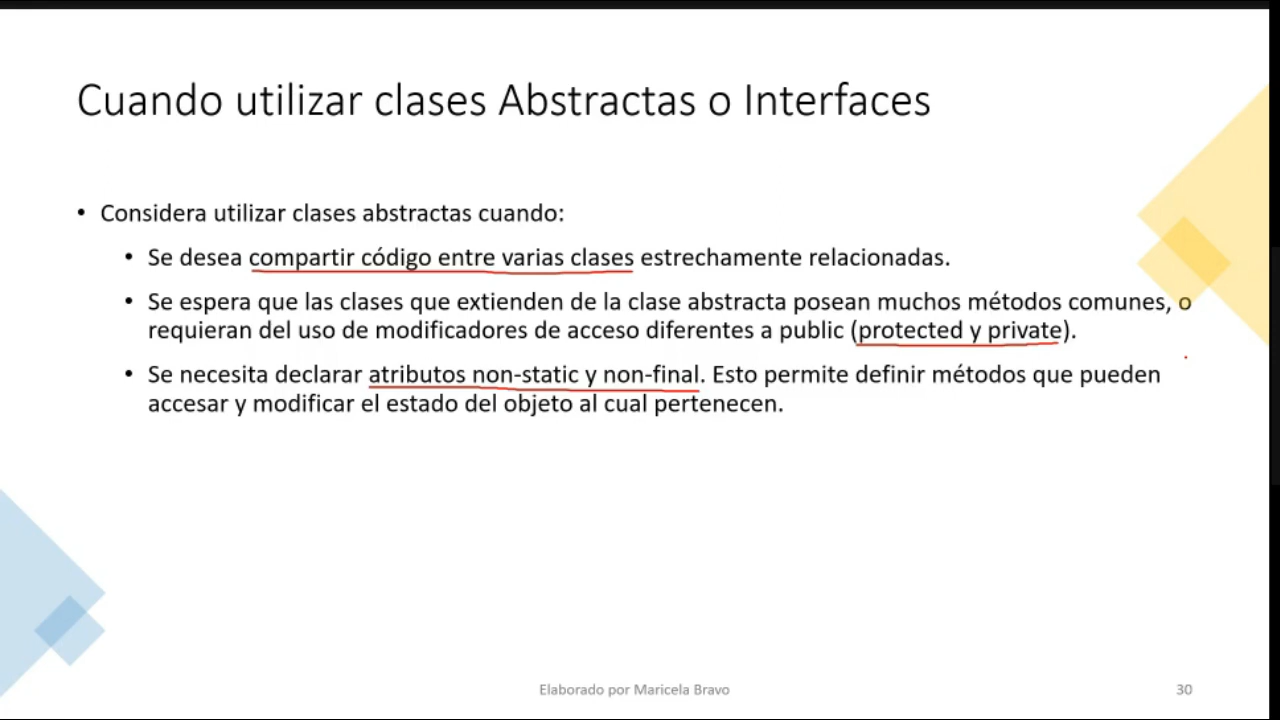 Cuando utilizar clases Abstractas o Interfaces
• Considera utilizar clases abstractas cuando:
• Se desea compartir código entre varias clases estrechamente relacionadas.
• Se espera que las clases que extienden de la clase abstracta posean muchos métodos comunes, o
requieran del uso de modificadores de acceso diferentes a public (protected y private).
• Se necesita declarar atributos non-static y non-final. Esto permite definir métodos que pueden
accesar y modificar el estado del objeto al cual pertenecen.
Elaborado por Maricela Bravo
30